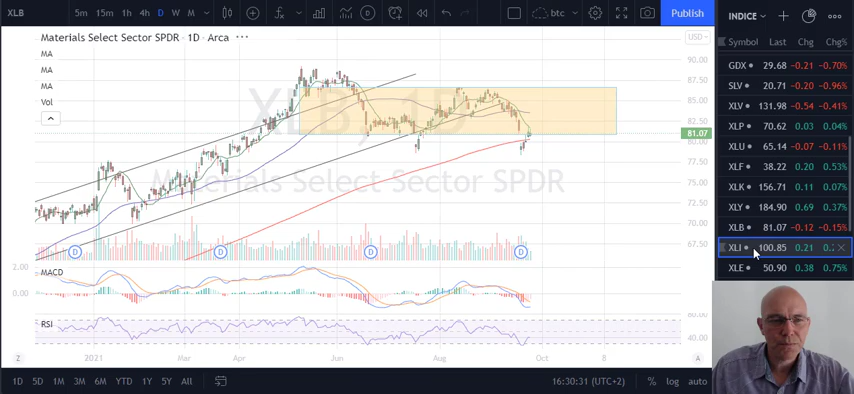 XLB 5m 15m 1h 4h D W M btc Publish
Materials Select Sector SPDR · 1D · Arca
MA
MA
MA
Vol
XLB, 1D
Materials Select Sector SPDR
USD
90.00
87.50
85.00
82.50
81.07
80.00
77.50
75.00
72.50
70.00
67.50
D D D D
MACD
2.00
0.00
RSI
40.00
Z 2021 Mar Apr Jun Aug Oct 8 A
1D 5D 1M 3M 6M YTD 1Y 5Y All 16:30:31 (UTC+2) % log auto
INDICE
Symbol Last Chg Chg%
GDX 29.68 −0.21 −0.70%
SLV 20.71 −0.20 −0.96%
XLV 131.98 −0.54 −0.41%
XLP 70.62 0.03 0.04%
XLU 65.14 −0.07 −0.11%
XLF 38.22 0.20 0.53%
XLK 156.71 0.11 0.07%
XLY 184.90 0.69 0.37%
XLB 81.07 −0.12 −0.15%
XLI 100.85 0.21
XLE 50.90 0.38 0.75%